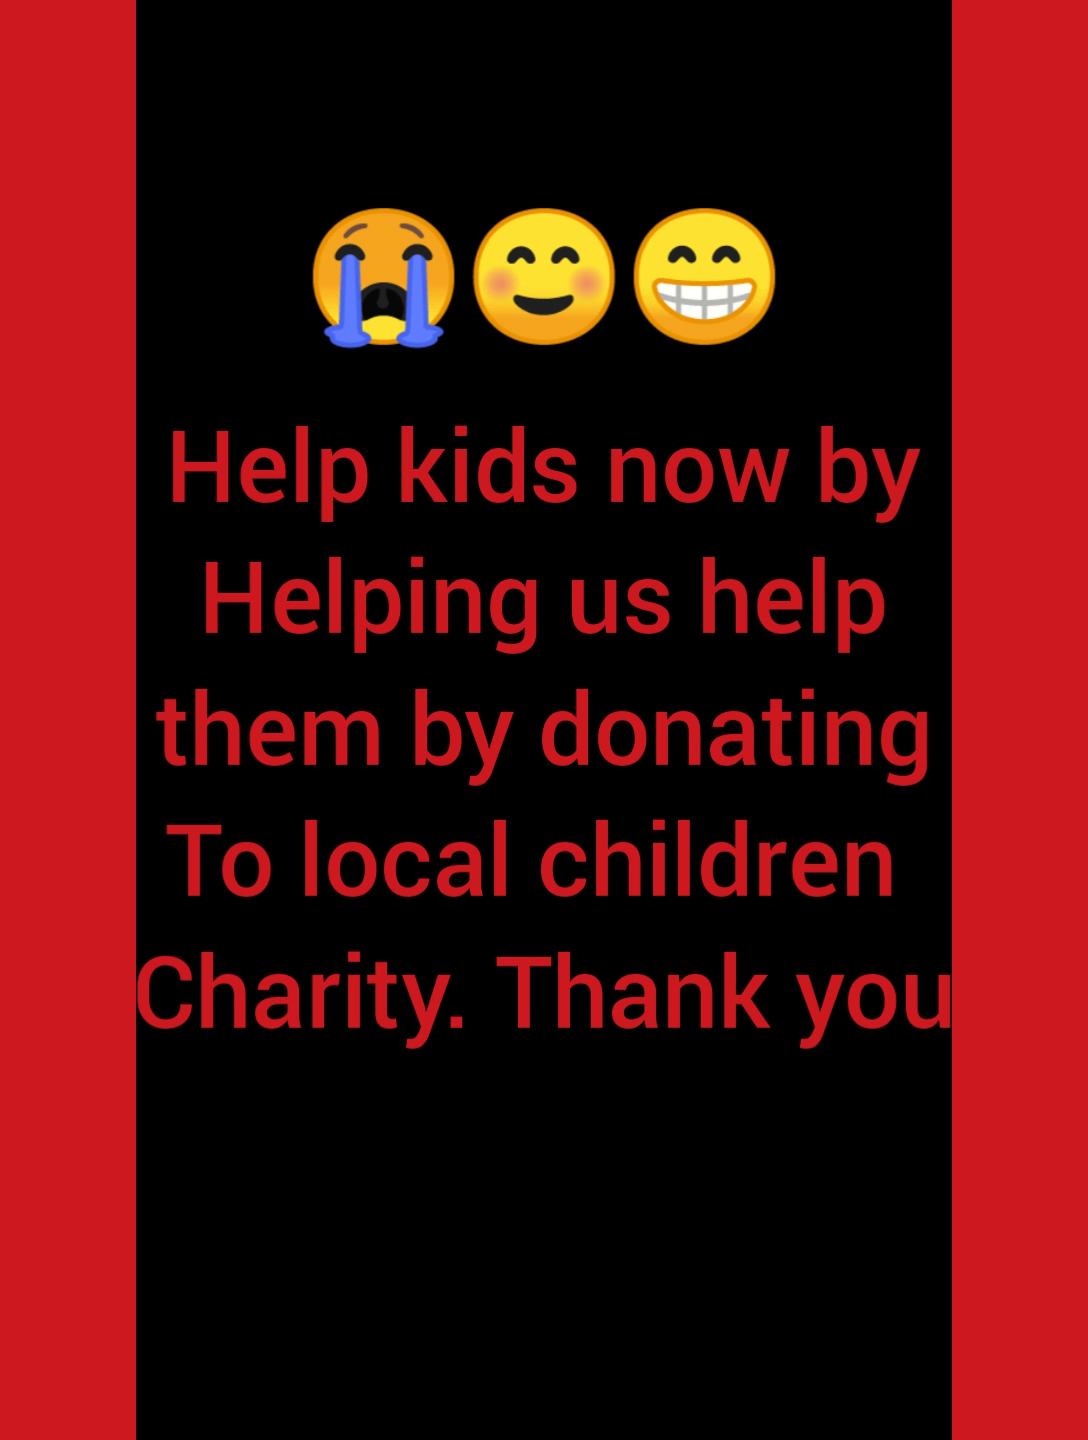 😭😊😁
Help kids now by
Helping us help
them by donating
To local children
Charity. Thank you